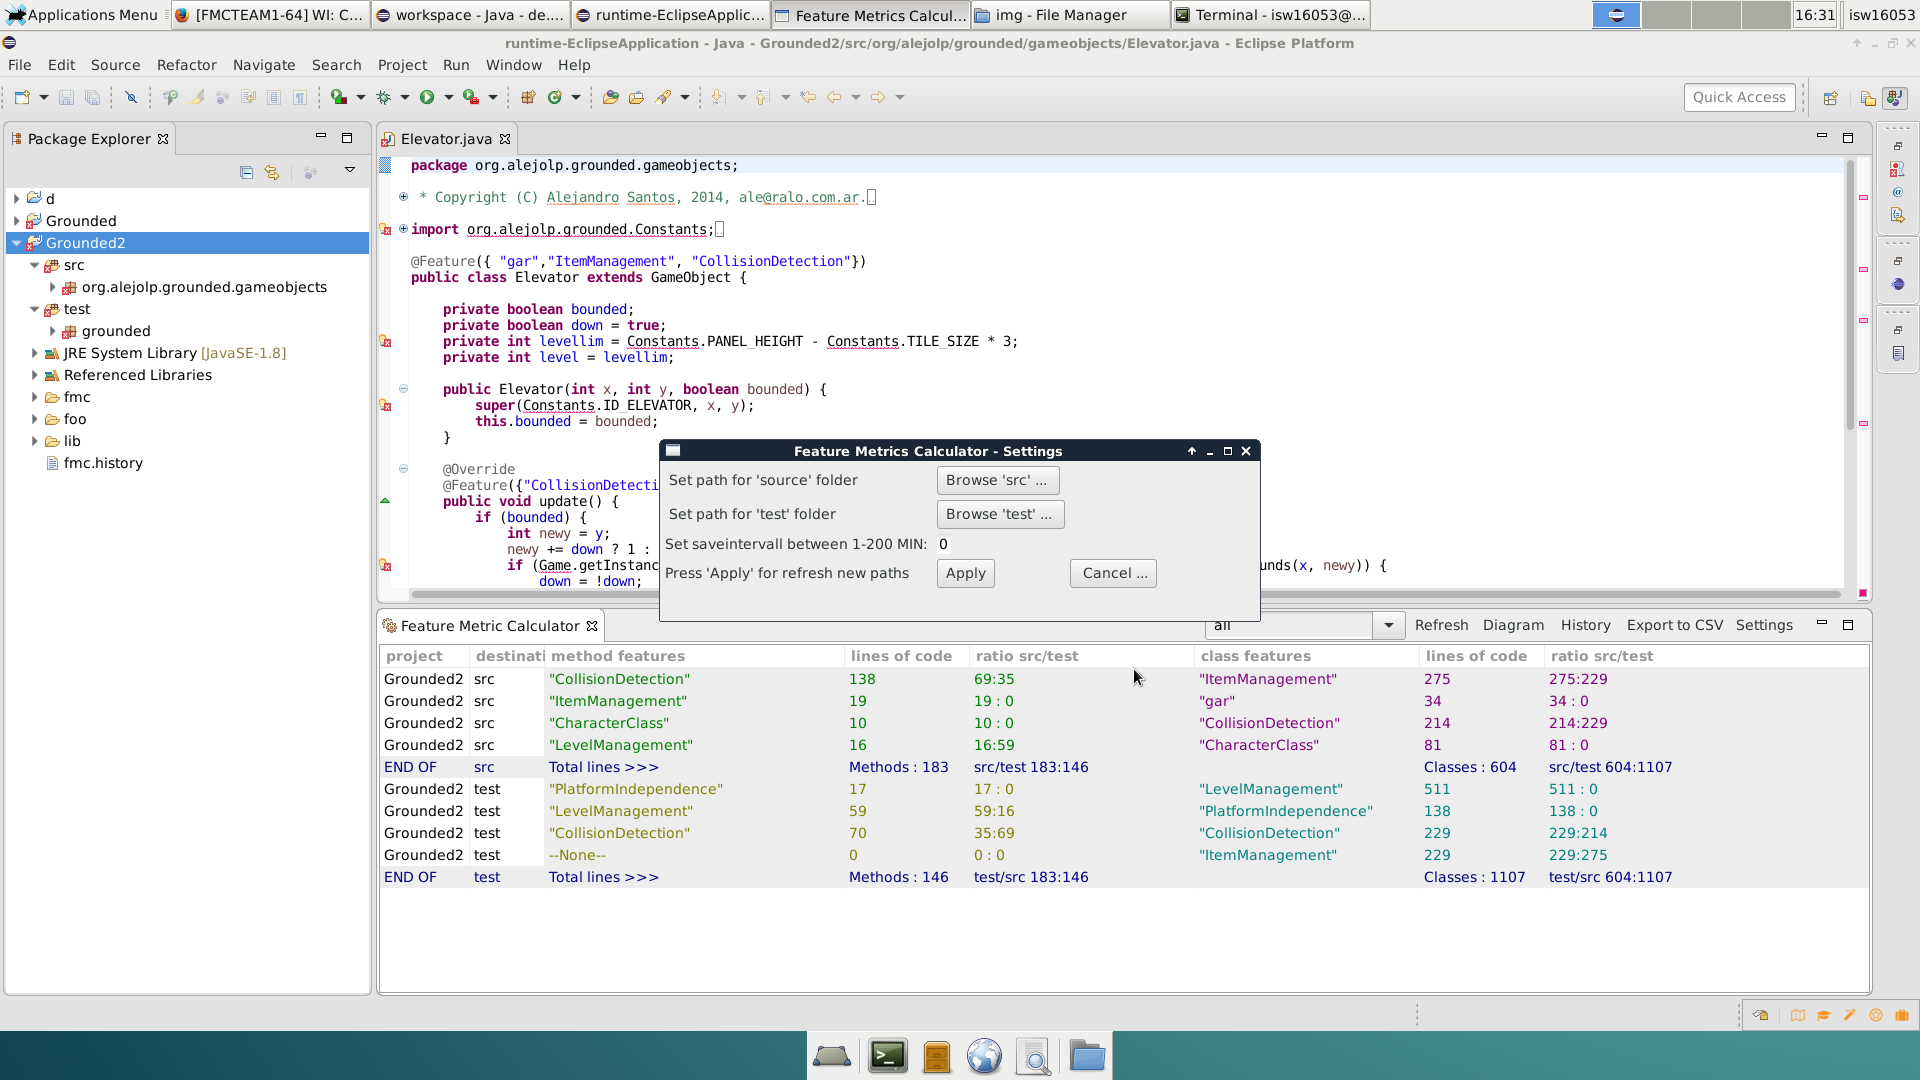 Applications Menu
[FMCTEAM1-64] WI: C...
workspace - Java - de....
runtime-EclipseApplic...
Feature Metrics Calcul...
img - File Manager
Terminal - isw16053@...
16:31
isw16053
runtime-EclipseApplication - Java - Grounded2/src/org/alejolp/grounded/gameobjects/Elevator.java - Eclipse Platform
File Edit Source Refactor Navigate Search Project Run Window Help
Quick Access
Package Explorer
d
Grounded
Grounded2
src
org.alejolp.grounded.gameobjects
test
grounded
JRE System Library [JavaSE-1.8]
Referenced Libraries
fmc
foo
lib
fmc.history
Elevator.java
package org.alejolp.grounded.gameobjects;
* Copyright (C) Alejandro Santos, 2014, ale@ralo.com.ar.
import org.alejolp.grounded.Constants;
@Feature({ "gar","ItemManagement", "CollisionDetection"})
public class Elevator extends GameObject {
private boolean bounded;
private boolean down = true;
private int levellim = Constants.PANEL_HEIGHT - Constants.TILE_SIZE * 3;
private int level = levellim;
public Elevator(int x, int y, boolean bounded) {
super(Constants.ID_ELEVATOR, x, y);
this.bounded = bounded;
}
@Override
@Feature({"CollisionDetecti
public void update() {
if (bounded) {
int newy = y;
newy += down ? 1 :
if (Game.getInstanc
unds(x, newy)) {
down = !down;
Feature Metrics Calculator - Settings
Set path for 'source' folder Browse 'src' ...
Set path for 'test' folder Browse 'test' ...
Set saveintervall between 1-200 MIN: 0
Press 'Apply' for refresh new paths Apply Cancel ...
Feature Metric Calculator
all
Refresh Diagram History Export to CSV Settings
project destinati method features lines of code ratio src/test class features lines of code ratio src/test
Grounded2 src "CollisionDetection" 138 69:35 "ItemManagement" 275 275:229
Grounded2 src "ItemManagement" 19 19 : 0 "gar" 34 34 : 0
Grounded2 src "CharacterClass" 10 10 : 0 "CollisionDetection" 214 214:229
Grounded2 src "LevelManagement" 16 16:59 "CharacterClass" 81 81 : 0
END OF src Total lines >>> Methods : 183 src/test 183:146 Classes : 604 src/test 604:1107
Grounded2 test "PlatformIndependence" 17 17 : 0 "LevelManagement" 511 511 : 0
Grounded2 test "LevelManagement" 59 59:16 "PlatformIndependence" 138 138 : 0
Grounded2 test "CollisionDetection" 70 35:69 "CollisionDetection" 229 229:214
Grounded2 test --None-- 0 0 : 0 "ItemManagement" 229 229:275
END OF test Total lines >>> Methods : 146 test/src 183:146 Classes : 1107 test/src 604:1107